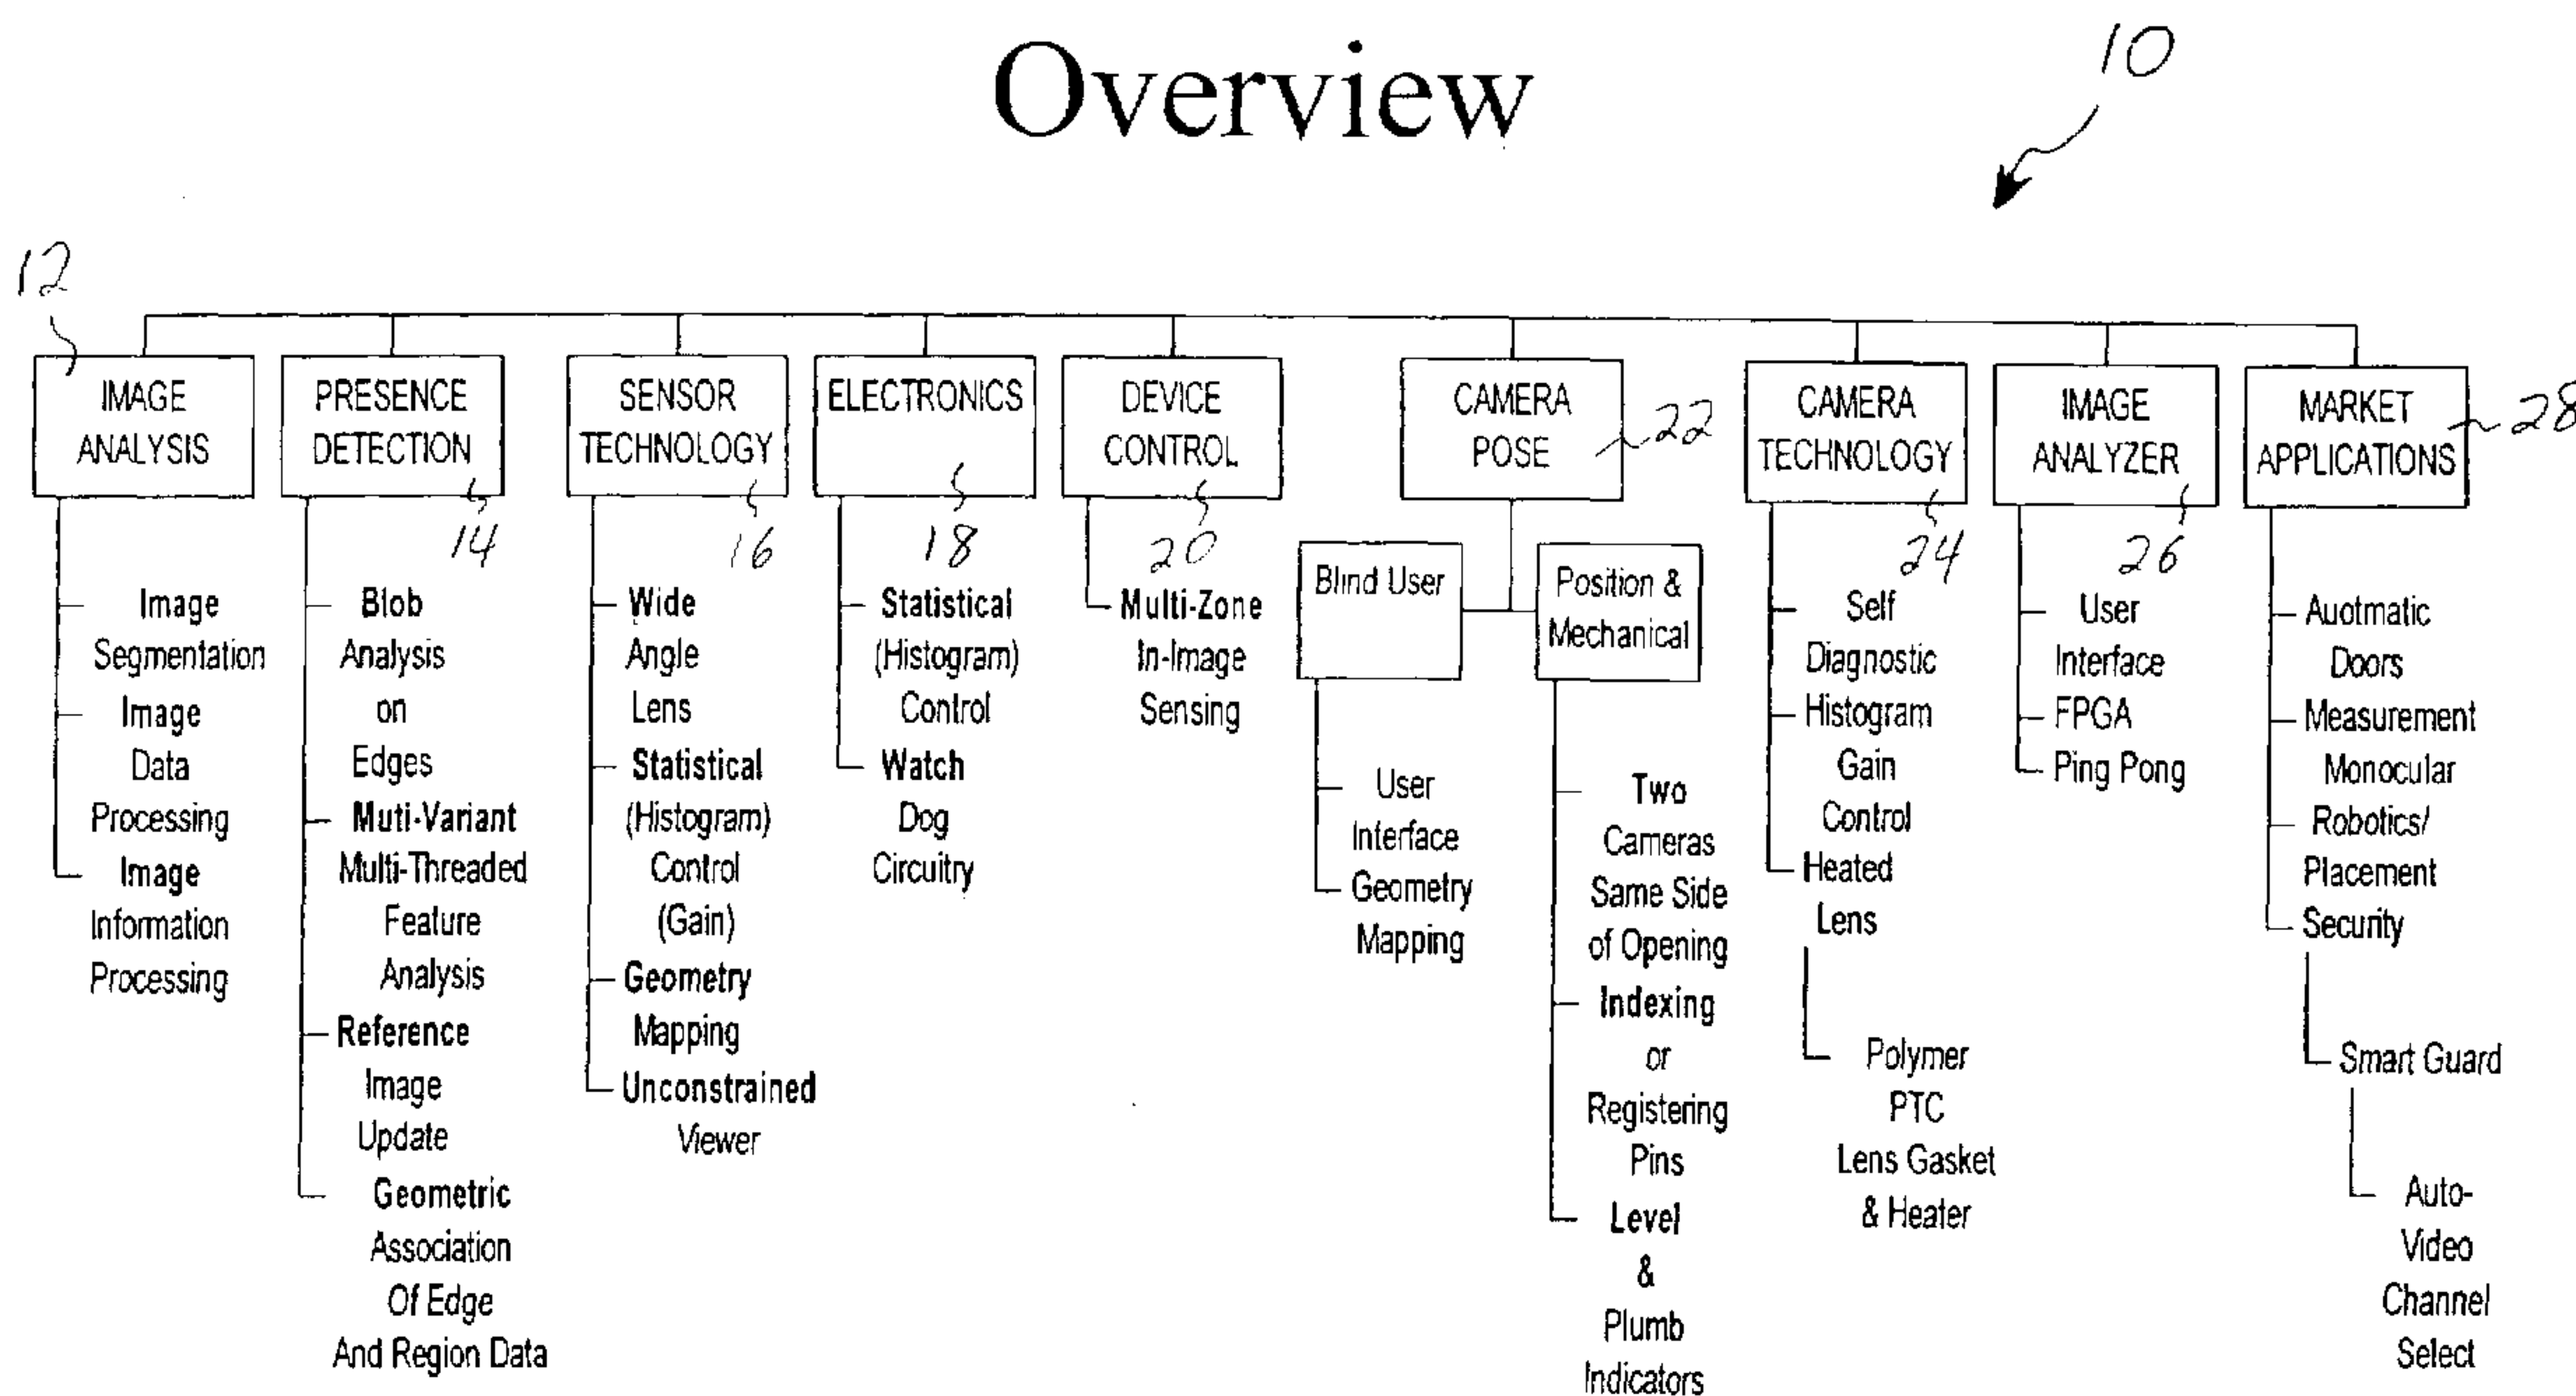 Overview
10
12
IMAGE
ANALYSIS
Image
Segmentation
Image
Data
Processing
Image
Information
Processing
PRESENCE
DETECTION
14
Blob
Analysis
on
Edges
Muti-Variant
Multi-Threaded
Feature
Analysis
Reference
Image
Update
Geometric
Association
Of Edge
And Region Data
SENSOR
TECHNOLOGY
16
Wide
Angle
Lens
Statistical
(Histogram)
Control
(Gain)
Geometry
Mapping
Unconstrained
Viewer
ELECTRONICS
18
Statistical
(Histogram)
Control
Watch
Dog
Circuitry
DEVICE
CONTROL
20
Multi-Zone
In-Image
Sensing
CAMERA
POSE
22
Blind User
User
Interface
Geometry
Mapping
Position &
Mechanical
Two
Cameras
Same Side
of Opening
Indexing
or
Registering
Pins
Level
&
Plumb
Indicators
CAMERA
TECHNOLOGY
24
Self
Diagnostic
Histogram
Gain
Control
Heated
Lens
Polymer
PTC
Lens Gasket
& Heater
IMAGE
ANALYZER
26
User
Interface
FPGA
Ping Pong
MARKET
APPLICATIONS
28
Auotmatic
Doors
Measurement
Monocular
Robotics/
Placement
Security
Smart Guard
Auto-
Video
Channel
Select